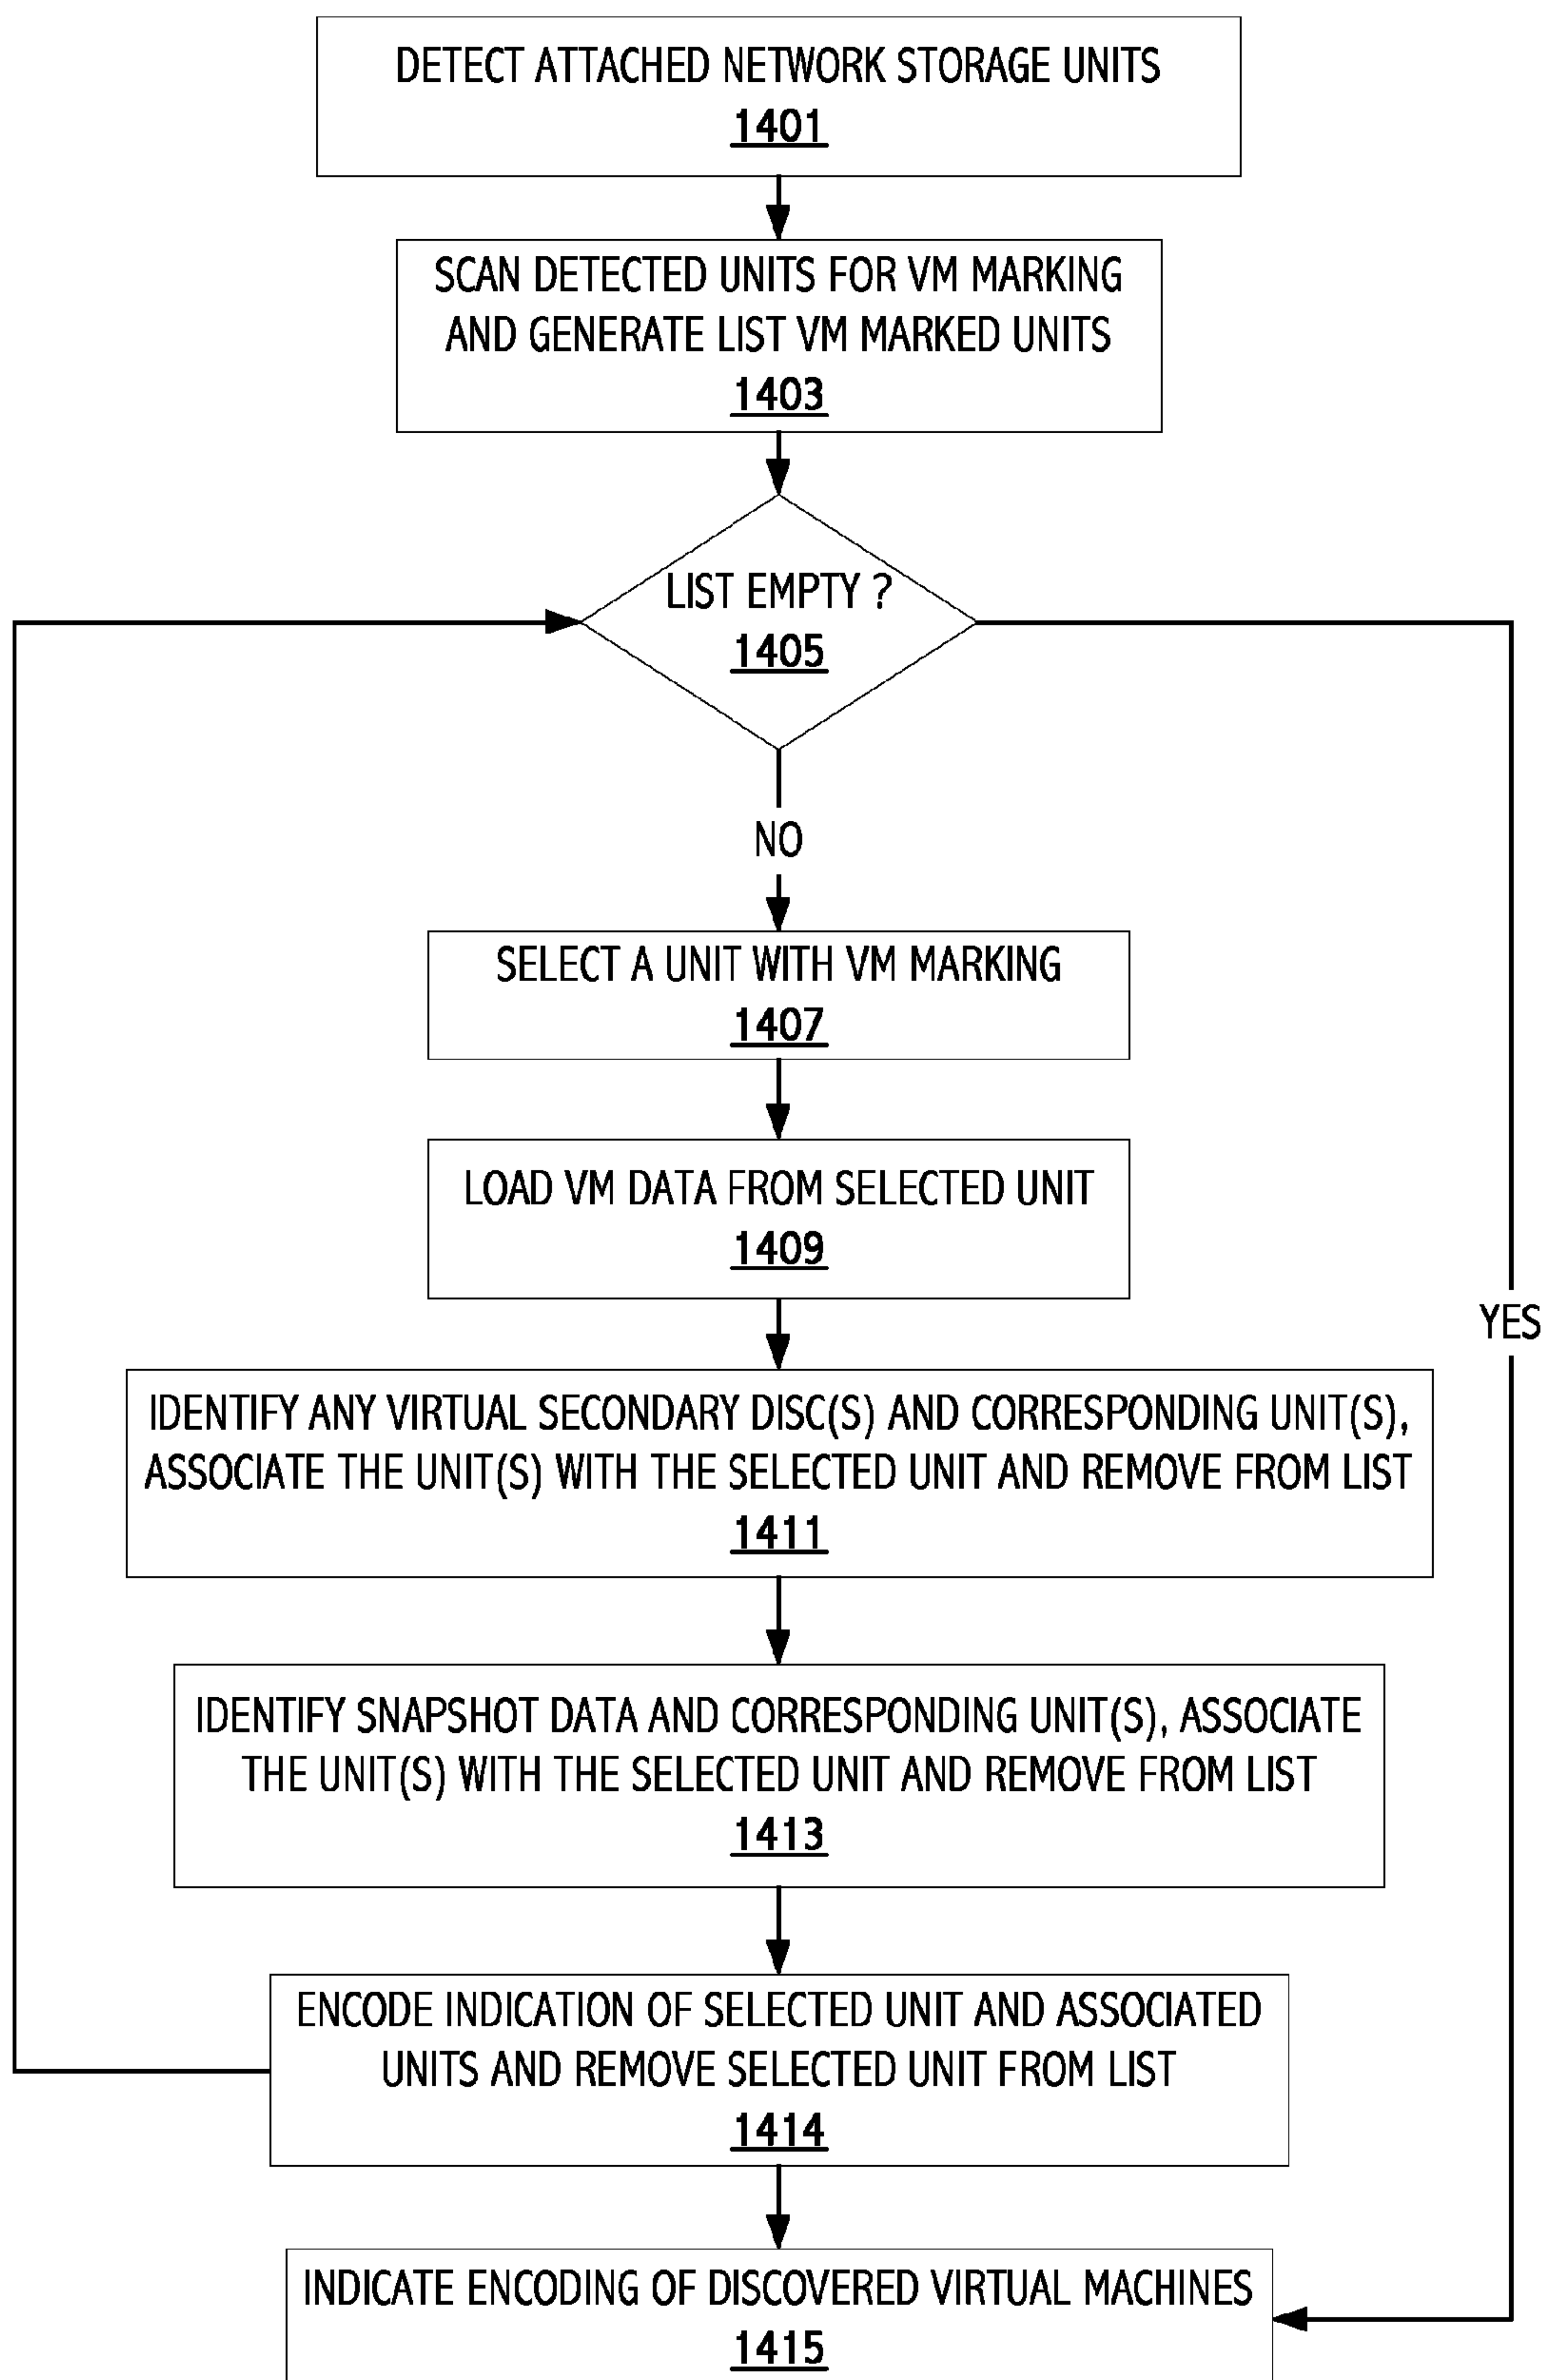 DETECT ATTACHED NETWORK STORAGE UNITS
1401
SCAN DETECTED UNITS FOR VM MARKING
AND GENERATE LIST VM MARKED UNITS
1403
LIST EMPTY ?
1405
NO
SELECT A UNIT WITH VM MARKING
1407
LOAD VM DATA FROM SELECTED UNIT
1409
YES
IDENTIFY ANY VIRTUAL SECONDARY DISC(S) AND CORRESPONDING UNIT(S),
ASSOCIATE THE UNIT(S) WITH THE SELECTED UNIT AND REMOVE FROM LIST
1411
IDENTIFY SNAPSHOT DATA AND CORRESPONDING UNIT(S), ASSOCIATE
THE UNIT(S) WITH THE SELECTED UNIT AND REMOVE FROM LIST
1413
ENCODE INDICATION OF SELECTED UNIT AND ASSOCIATED
UNITS AND REMOVE SELECTED UNIT FROM LIST
1414
INDICATE ENCODING OF DISCOVERED VIRTUAL MACHINES
1415